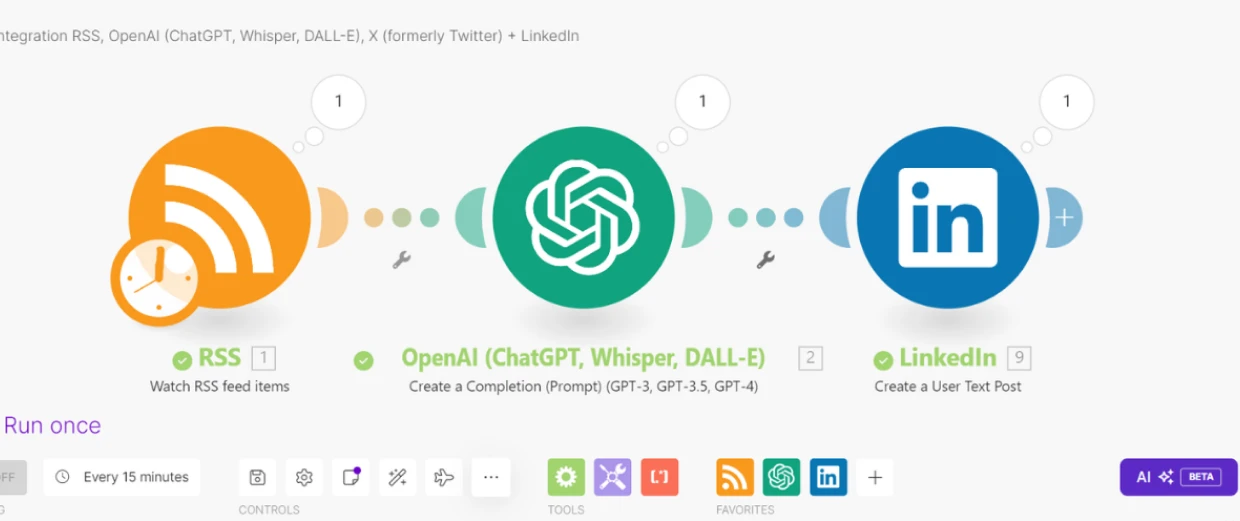 ntegration RSS, OpenAI (ChatGPT, Whisper, DALL-E), X (formerly Twitter) + LinkedIn
1
1
1
in
RSS 1
OpenAI (ChatGPT, Whisper, DALL-E) 2
LinkedIn 9
Watch RSS feed items
Create a Completion (Prompt) (GPT-3, GPT-3.5, GPT-4)
Create a User Text Post
Run once
FF
Every 15 minutes
in
AI BETA
G
CONTROLS
TOOLS
FAVORITES